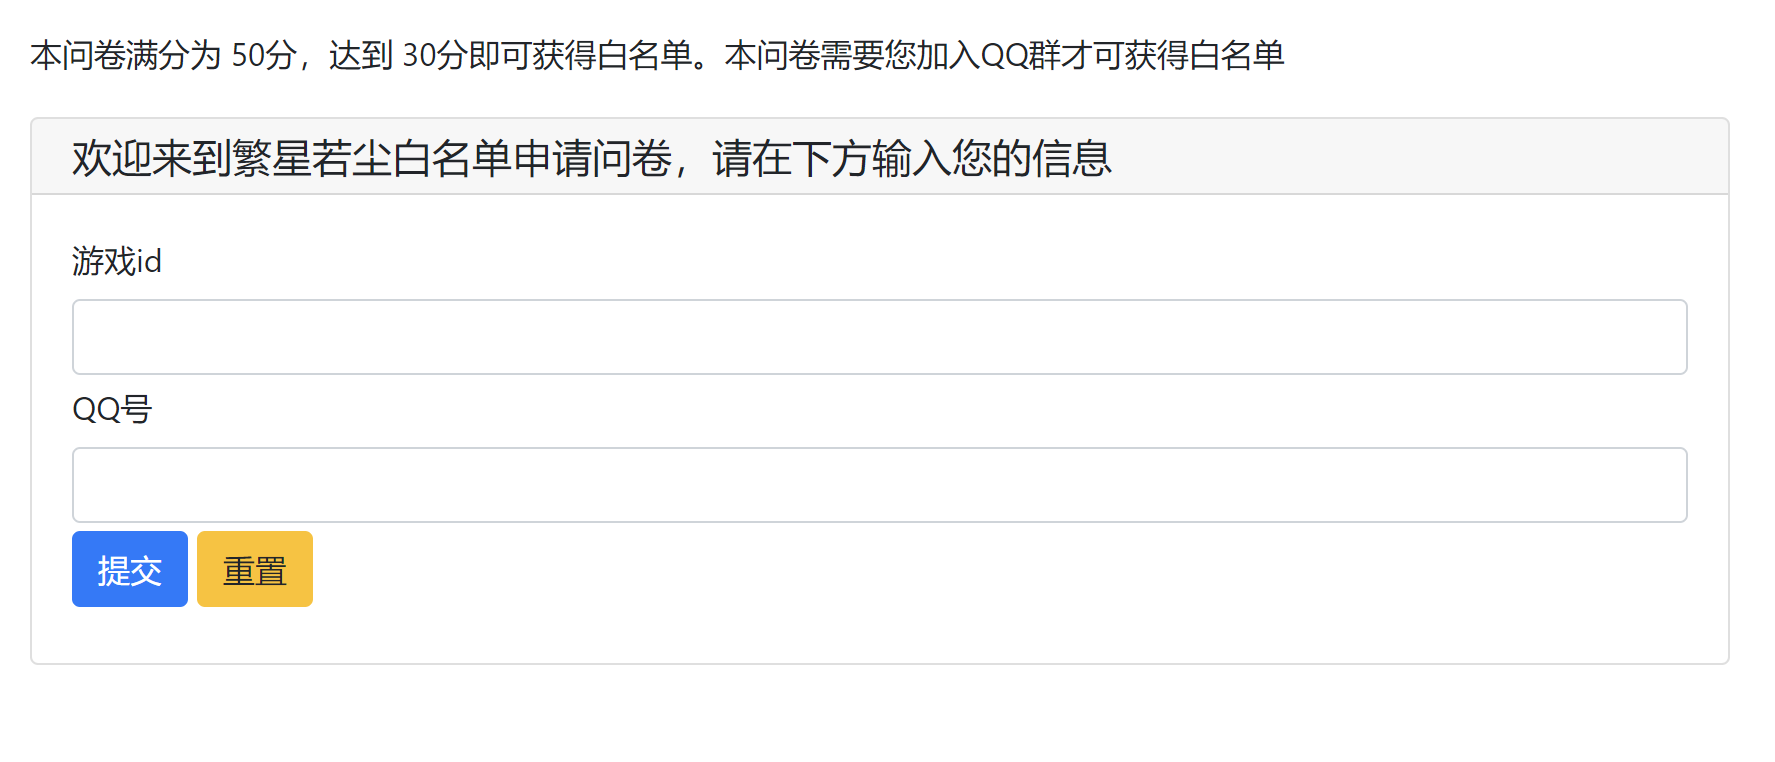 本问卷满分为 50分，达到 30分即可获得白名单。本问卷需要您加入QQ群才可获得白名单
欢迎来到繁星若尘白名单申请问卷，请在下方输入您的信息
游戏id
QQ号
提交 重置